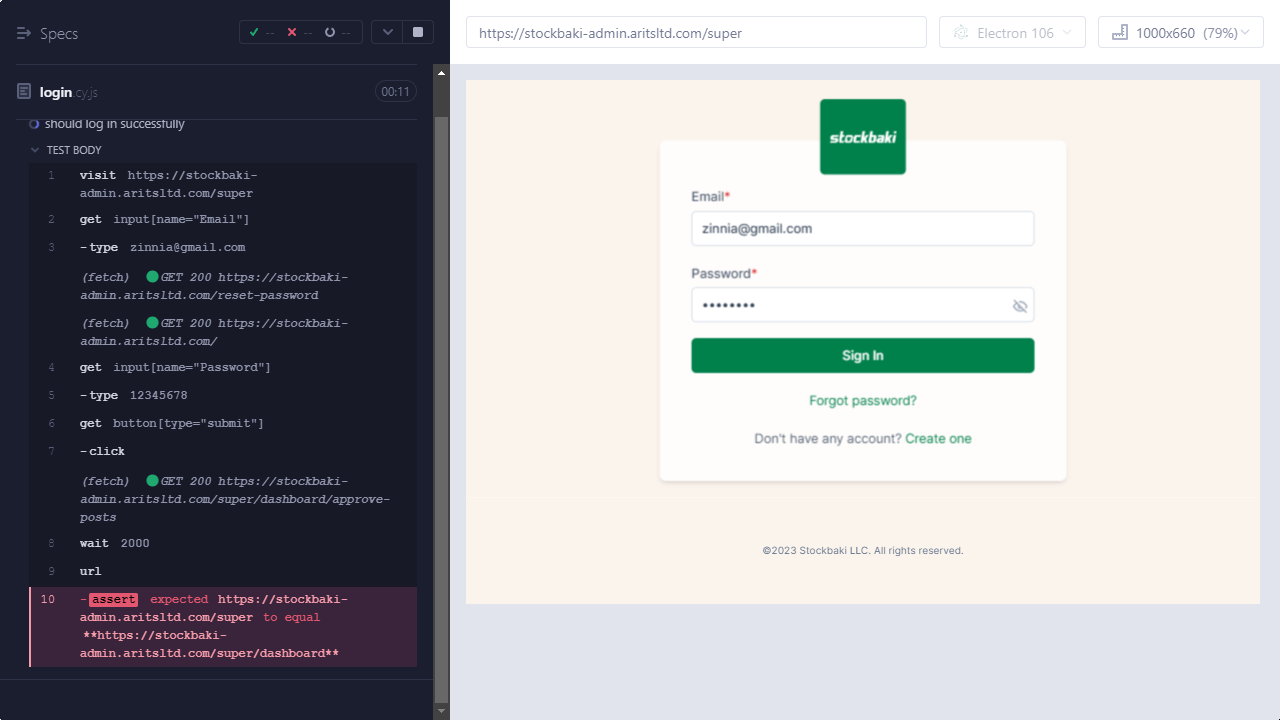 Specs
-- -- --
login.cy.js
00:11
should log in successfully
TEST BODY
1 visit https://stockbaki-
admin.aritsltd.com/super
2 get input[name="Email"]
3 -type zinnia@gmail.com
(fetch) GET 200 https://stockbaki-
admin.aritsltd.com/reset-password
(fetch) GET 200 https://stockbaki-
admin.aritsltd.com/
4 get input[name="Password"]
5 -type 12345678
6 get button[type="submit"]
7 -click
(fetch) GET 200 https://stockbaki-
admin.aritsltd.com/super/dashboard/approve-
posts
8 wait 2000
9 url
10 -assert expected https://stockbaki-
admin.aritsltd.com/super to equal
**https://stockbaki-
admin.aritsltd.com/super/dashboard**
https://stockbaki-admin.aritsltd.com/super
Electron 106
1000x660 (79%)
stockbaki
Email*
zinnia@gmail.com
Password*
••••••••
Sign In
Forgot password?
Don't have any account? Create one
©2023 Stockbaki LLC. All rights reserved.